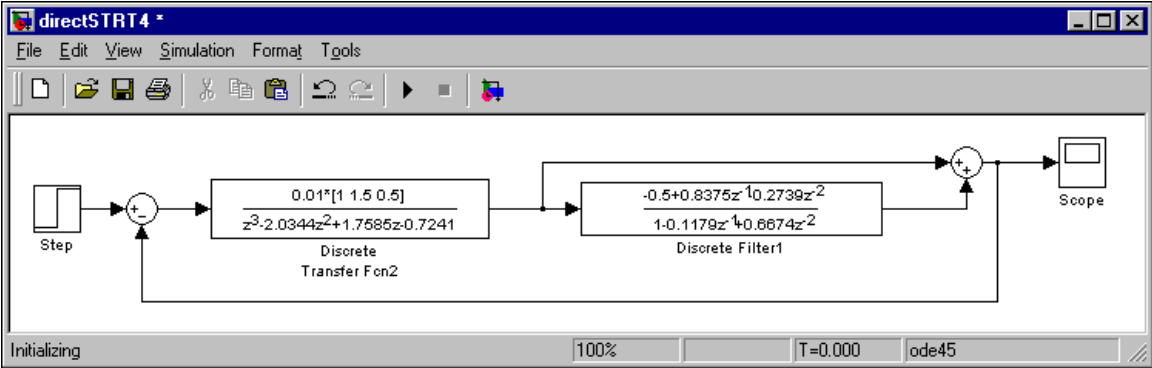 directSTRT4 *
File Edit View Simulation Format Tools
0.01*[1 1.5 0.5]
z3-2.0344z2+1.7585z-0.7241
Discrete
Transfer Fcn2
-0.5+0.8375z-10.2739z-2
1-0.1179z-1+0.6674z-2
Discrete Filter1
Step
Scope
+
-
+
+
Initializing 100% T=0.000 ode45